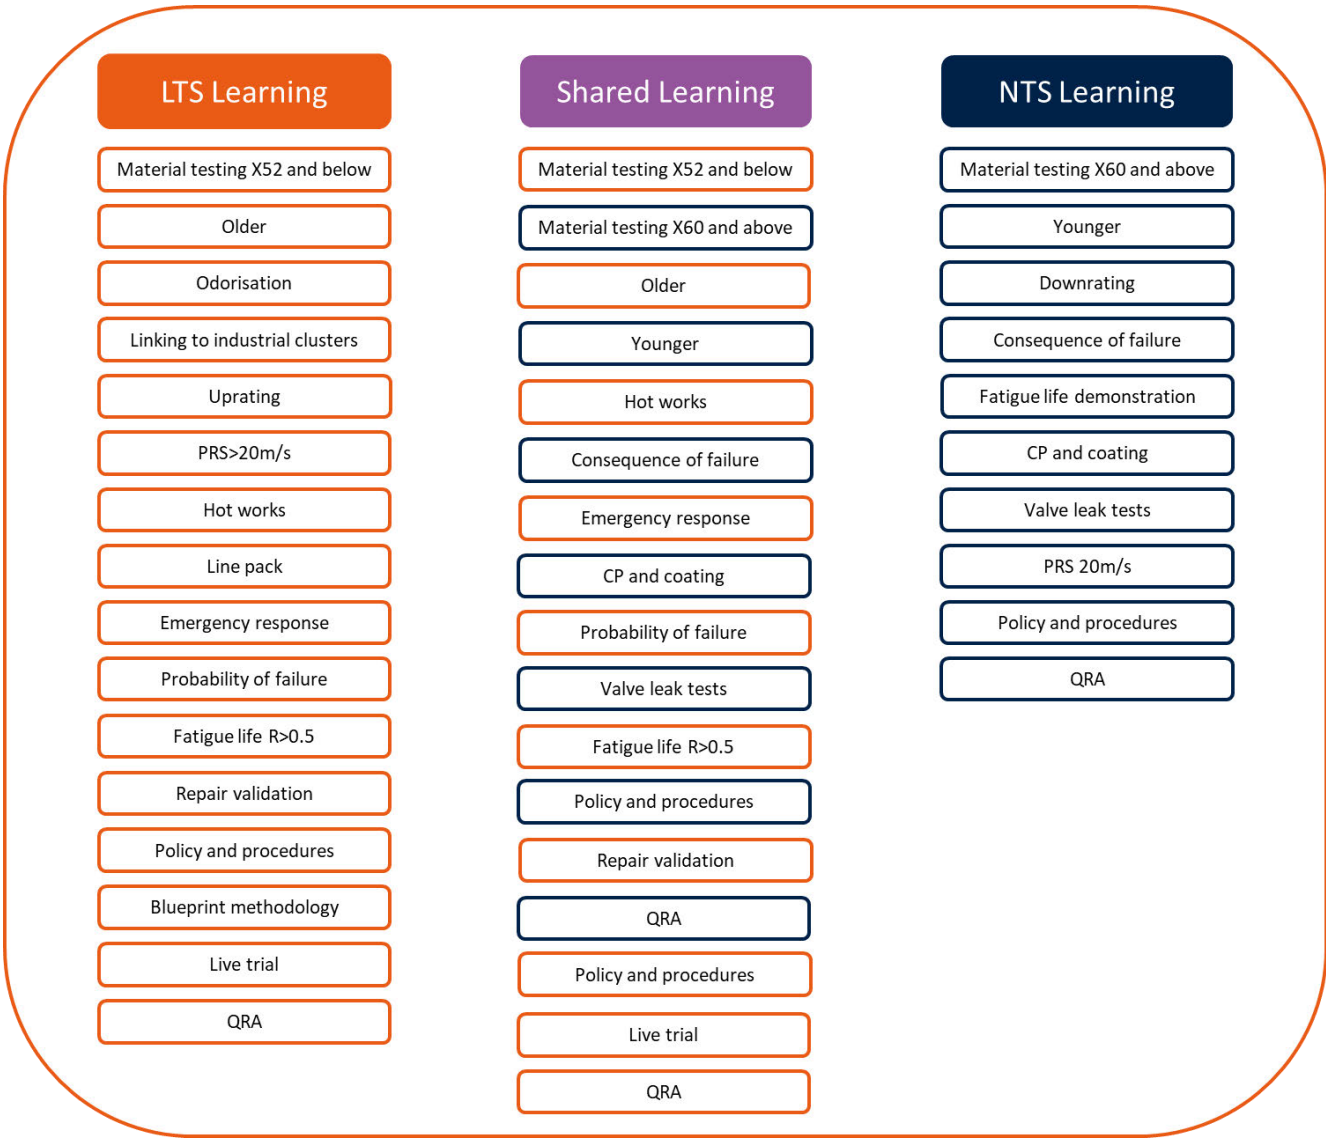 LTS Learning
Material testing X52 and below
Older
Odorisation
Linking to industrial clusters
Uprating
PRS>20m/s
Hot works
Line pack
Emergency response
Probability of failure
Fatigue life R>0.5
Repair validation
Policy and procedures
Blueprint methodology
Live trial
QRA
Shared Learning
Material testing X52 and below
Material testing X60 and above
Older
Younger
Hot works
Consequence of failure
Emergency response
CP and coating
Probability of failure
Valve leak tests
Fatigue life R>0.5
Policy and procedures
Repair validation
QRA
Policy and procedures
Live trial
QRA
NTS Learning
Material testing X60 and above
Younger
Downrating
Consequence of failure
Fatigue life demonstration
CP and coating
Valve leak tests
PRS 20m/s
Policy and procedures
QRA